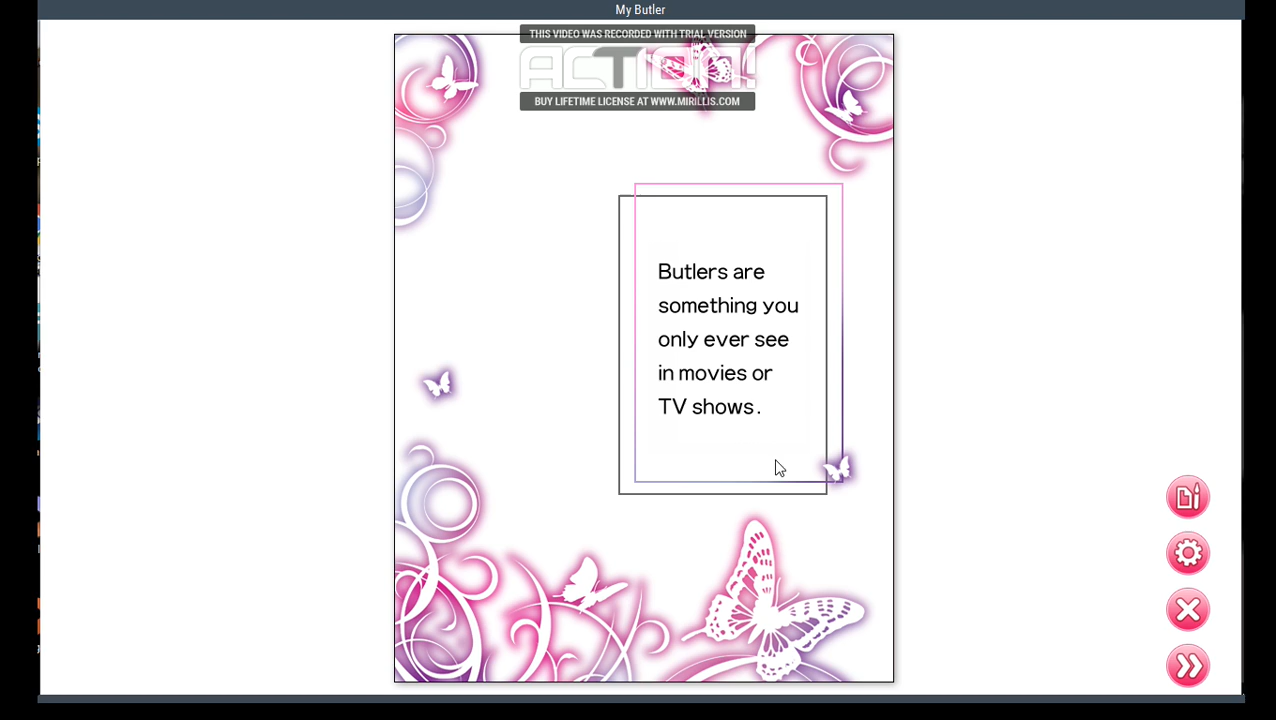 My Butler
THIS VIDEO WAS RECORDED WITH TRIAL VERSION
ACTION!
BUY LIFETIME LICENSE AT WWW.MIRILLIS.COM
Butlers are
something you
only ever see
in movies or
TV shows.